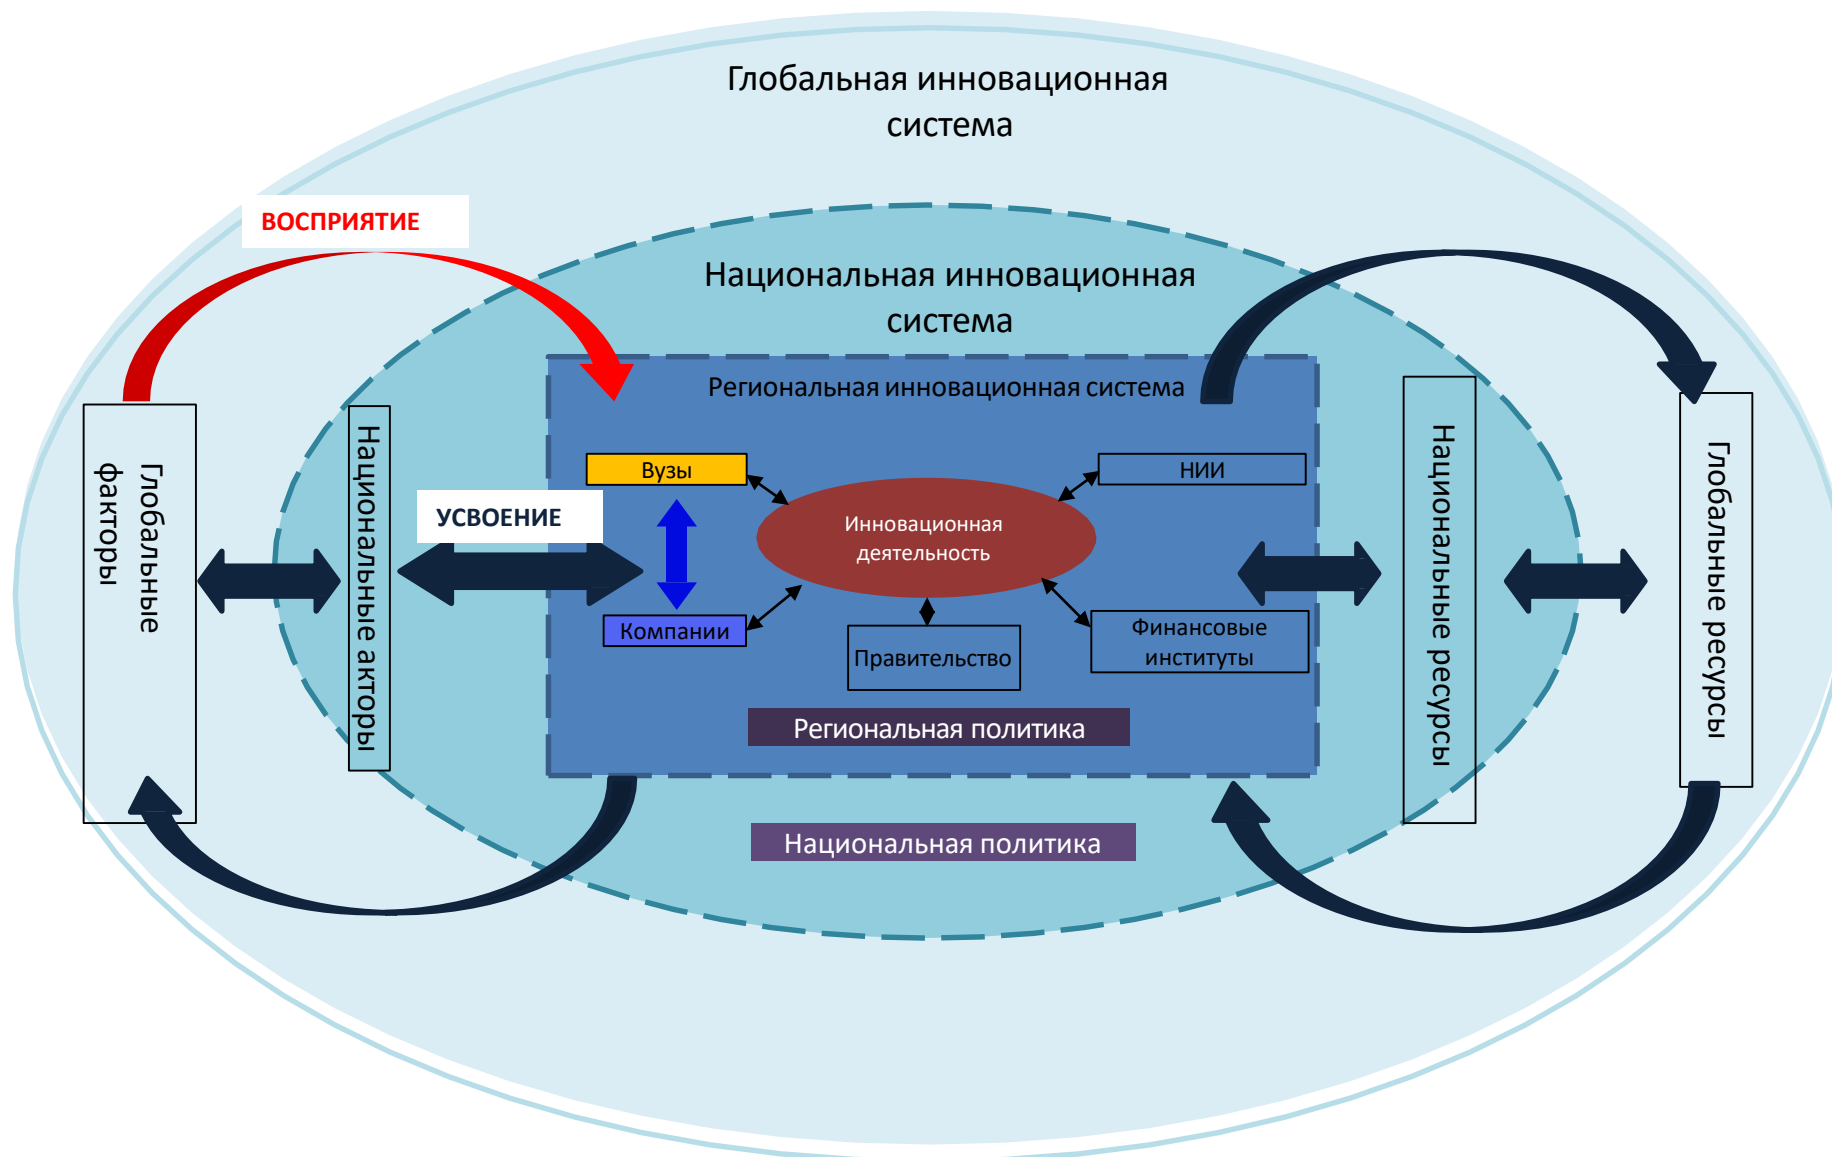 Глобальная инновационная
система
ВОСПРИЯТИЕ
Национальная инновационная
система
Региональная инновационная система
Глобальные
факторы
Национальные акторы
УСВОЕНИЕ
Вузы
НИИ
Инновационная
деятельность
Компании
Правительство
Финансовые
институты
Региональная политика
Национальная политика
Национальные ресурсы
Глобальные ресурсы